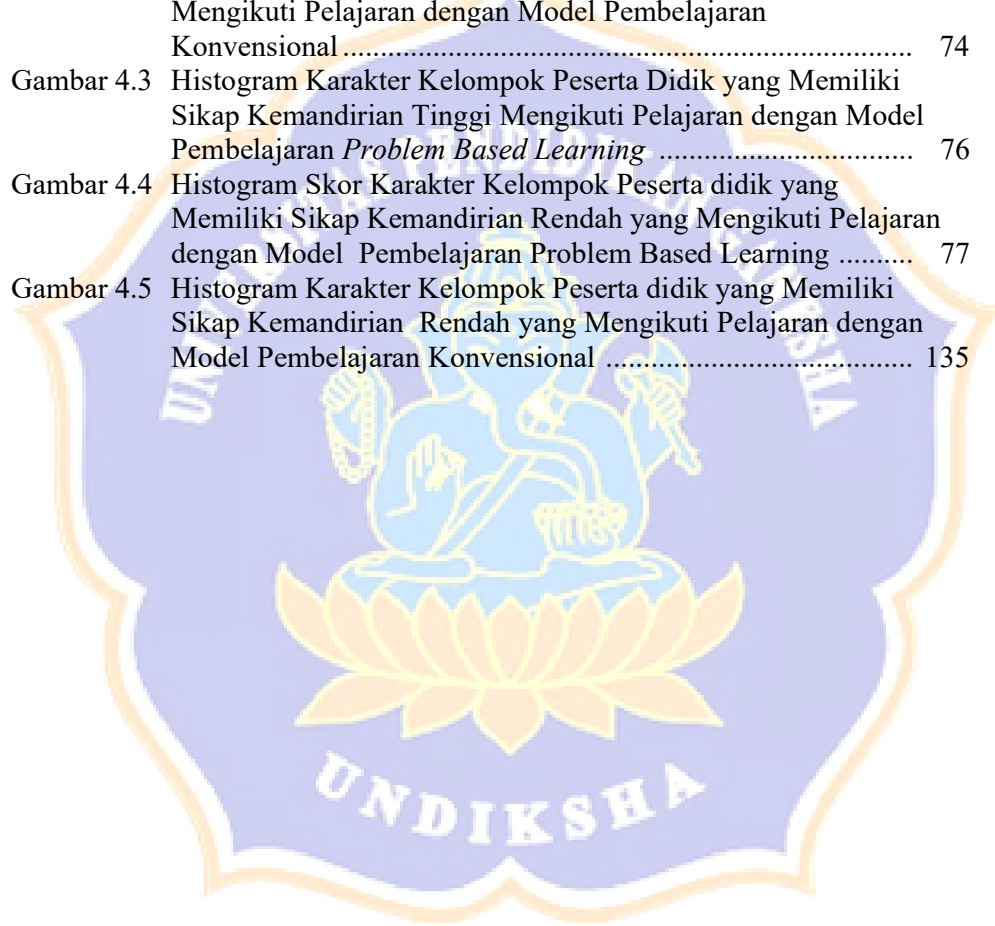 Mengikuti Pelajaran dengan Model Pembelajaran
Konvensional ........................................................................... 74
Gambar 4.3 Histogram Karakter Kelompok Peserta Didik yang Memiliki
Sikap Kemandirian Tinggi Mengikuti Pelajaran dengan Model
Pembelajaran Problem Based Learning .................................. 76
Gambar 4.4 Histogram Skor Karakter Kelompok Peserta didik yang
Memiliki Sikap Kemandirian Rendah yang Mengikuti Pelajaran
dengan Model Pembelajaran Problem Based Learning .......... 77
Gambar 4.5 Histogram Karakter Kelompok Peserta didik yang Memiliki
Sikap Kemandirian Rendah yang Mengikuti Pelajaran dengan
Model Pembelajaran Konvensional ......................................... 135
UNIVERSITAS PENDIDIKAN GANESHA
UNDIKSHA